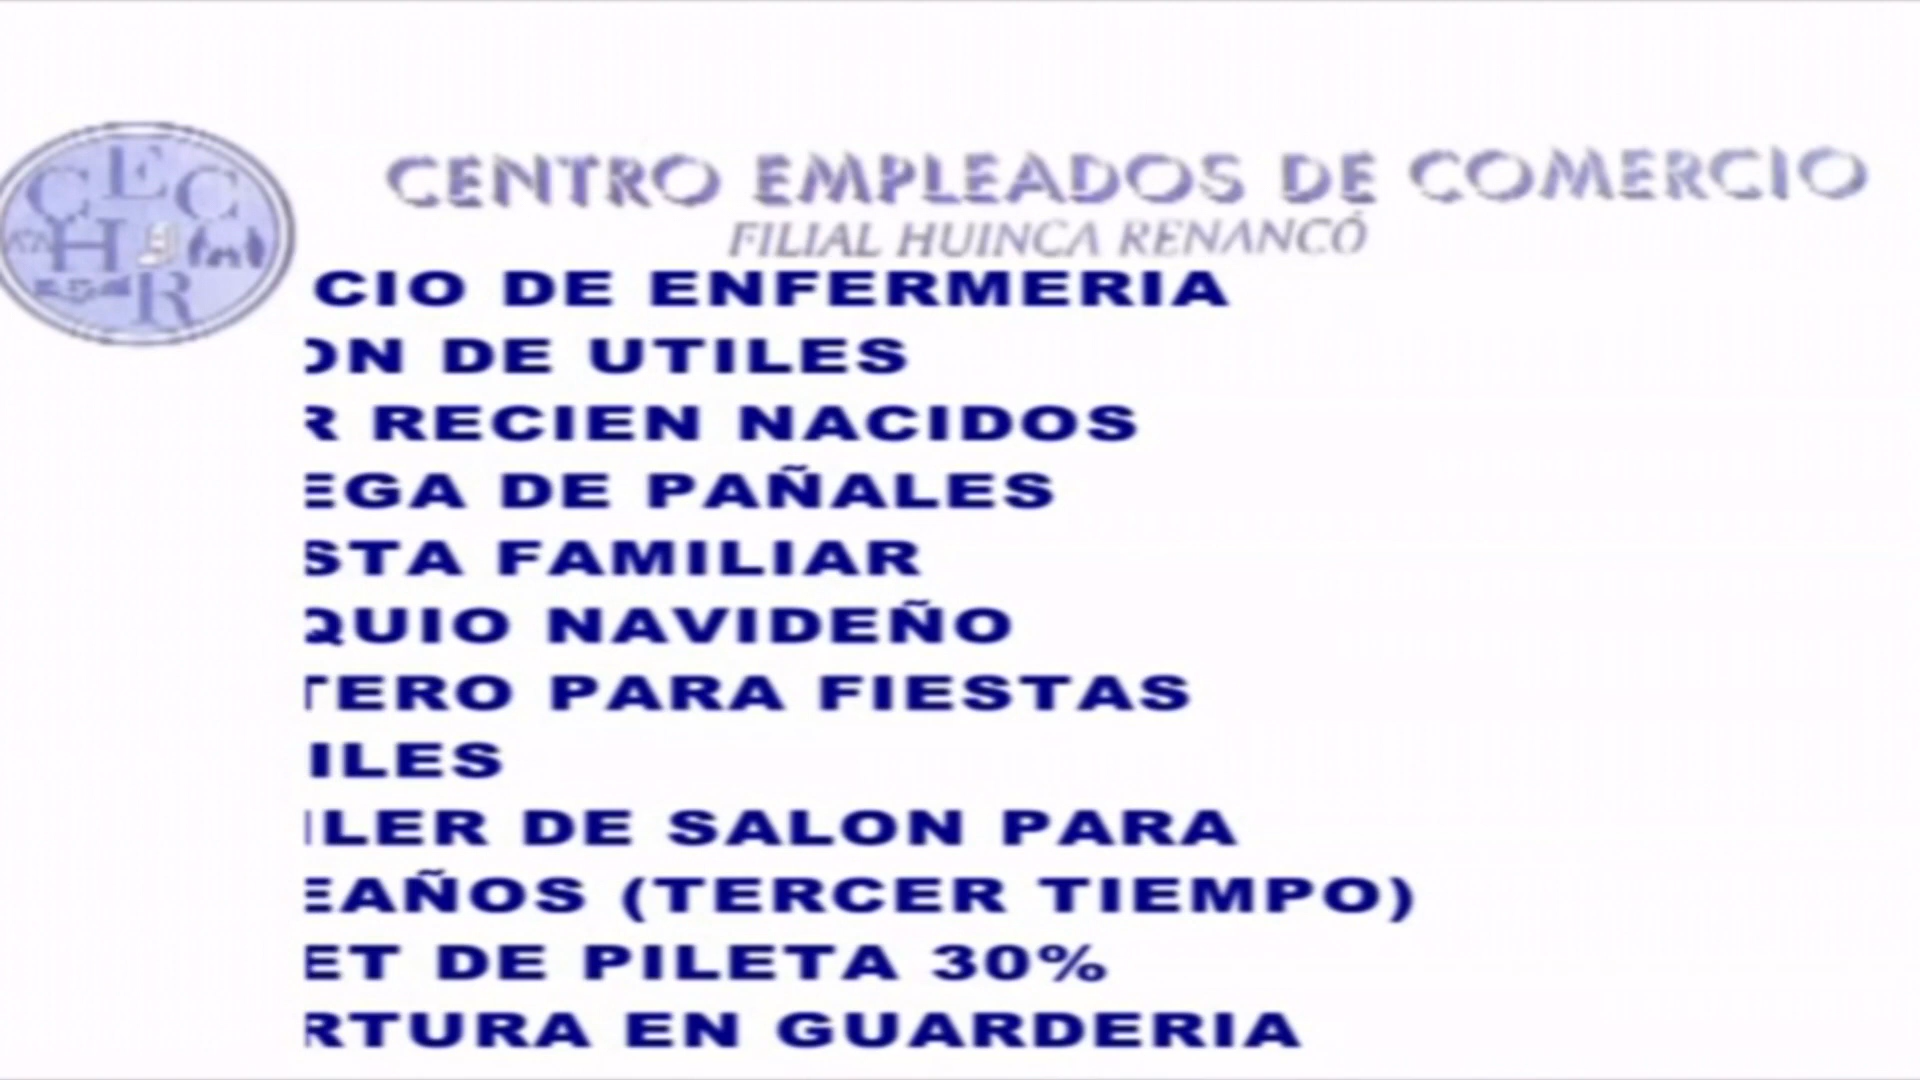 CENTRO EMPLEADOS DE COMERCIO
FILIAL HUINCA RENANCÓ
C E C
H
R
CIO DE ENFERMERIA
ON DE UTILES
R RECIEN NACIDOS
EGA DE PAÑALES
STA FAMILIAR
QUIO NAVIDEÑO
TERO PARA FIESTAS
ILES
ILER DE SALON PARA
EAÑOS (TERCER TIEMPO)
ET DE PILETA 30%
RTURA EN GUARDERIA